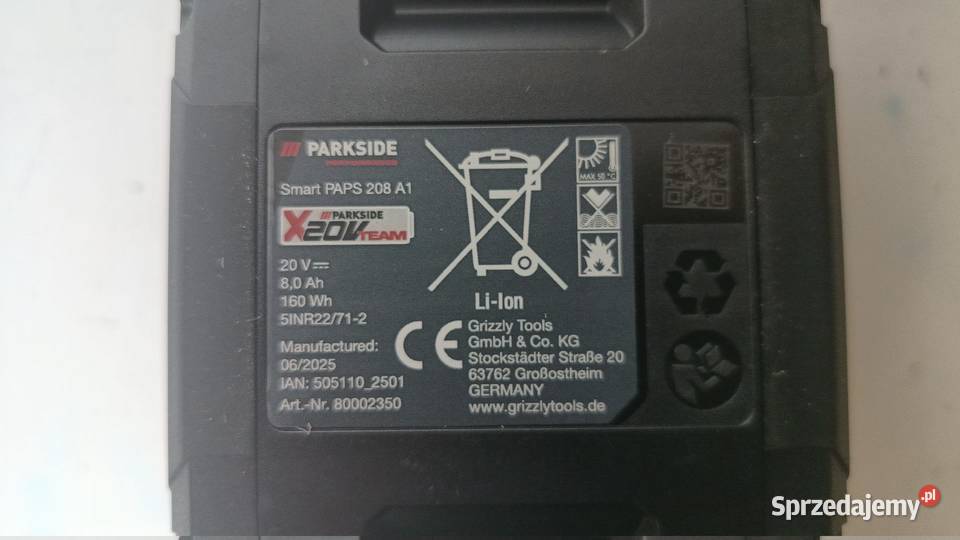 PARKSIDE
PERFORMANCE
Smart PAPS 208 A1
PARKSIDE
X20VTEAM
20 V
8,0 Ah
160 Wh
5INR22/71-2
Manufactured:
06/2025
IAN: 505110_2501
Art.-Nr. 80002350
MAX. 50 °C
Li-Ion
CE
Grizzly Tools
GmbH & Co. KG
Stockstädter Straße 20
63762 Großostheim
GERMANY
www.grizzlytools.de
Sprzedajemy.pl